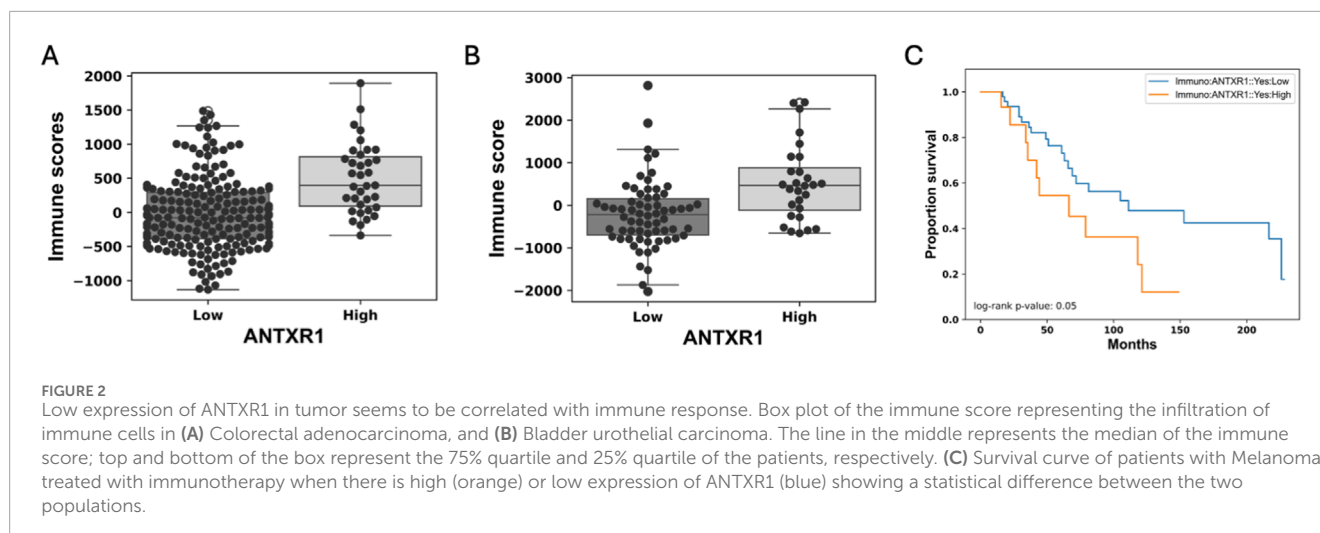 A
Immune scores
2000
1500
1000
500
0
−500
−1000
Low
High
ANTXR1
B
Immune score
3000
2000
1000
0
−1000
−2000
Low
High
ANTXR1
C
Proportion survival
1.0
0.8
0.6
0.4
0.2
0.0
Immuno:ANTXR1::Yes:Low
Immuno:ANTXR1::Yes:High
log-rank p-value: 0.05
0
50
100
150
200
Months
FIGURE 2
Low expression of ANTXR1 in tumor seems to be correlated with immune response. Box plot of the immune score representing the infiltration of
immune cells in (A) Colorectal adenocarcinoma, and (B) Bladder urothelial carcinoma. The line in the middle represents the median of the immune
score; top and bottom of the box represent the 75% quartile and 25% quartile of the patients, respectively. (C) Survival curve of patients with Melanoma
treated with immunotherapy when there is high (orange) or low expression of ANTXR1 (blue) showing a statistical difference between the two
populations.